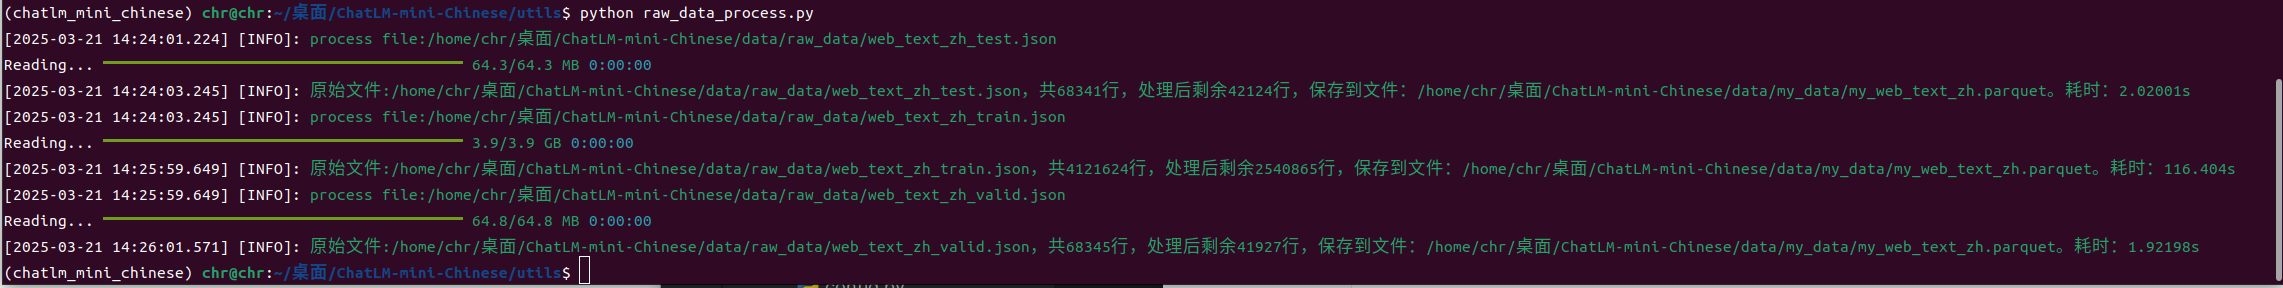 (chatlm_mini_chinese) chr@chr:~/桌面/ChatLM-mini-Chinese/utils$ python raw_data_process.py
[2025-03-21 14:24:01.224] [INFO]: process file:/home/chr/桌面/ChatLM-mini-Chinese/data/raw_data/web_text_zh_test.json
Reading... 64.3/64.3 MB 0:00:00
[2025-03-21 14:24:03.245] [INFO]: 原始文件:/home/chr/桌面/ChatLM-mini-Chinese/data/raw_data/web_text_zh_test.json，共68341行，处理后剩余42124行，保存到文件：/home/chr/桌面/ChatLM-mini-Chinese/data/my_data/my_web_text_zh.parquet。耗时：2.02001s
[2025-03-21 14:24:03.245] [INFO]: process file:/home/chr/桌面/ChatLM-mini-Chinese/data/raw_data/web_text_zh_train.json
Reading... 3.9/3.9 GB 0:00:00
[2025-03-21 14:25:59.649] [INFO]: 原始文件:/home/chr/桌面/ChatLM-mini-Chinese/data/raw_data/web_text_zh_train.json，共4121624行，处理后剩余2540865行，保存到文件：/home/chr/桌面/ChatLM-mini-Chinese/data/my_data/my_web_text_zh.parquet。耗时：116.404s
[2025-03-21 14:25:59.649] [INFO]: process file:/home/chr/桌面/ChatLM-mini-Chinese/data/raw_data/web_text_zh_valid.json
Reading... 64.8/64.8 MB 0:00:00
[2025-03-21 14:26:01.571] [INFO]: 原始文件:/home/chr/桌面/ChatLM-mini-Chinese/data/raw_data/web_text_zh_valid.json，共68345行，处理后剩余41927行，保存到文件：/home/chr/桌面/ChatLM-mini-Chinese/data/my_data/my_web_text_zh.parquet。耗时：1.92198s
(chatlm_mini_chinese) chr@chr:~/桌面/ChatLM-mini-Chinese/utils$